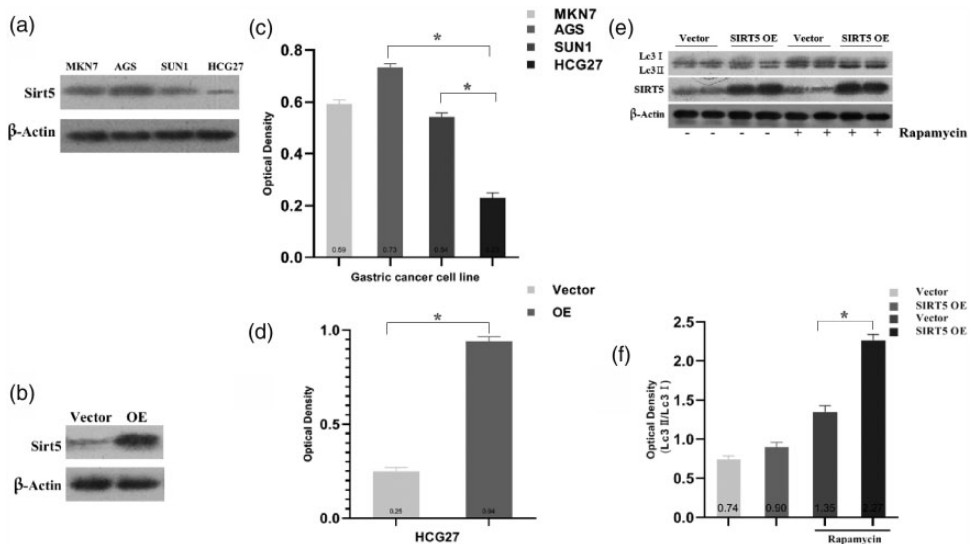 (a)
MKN7 AGS SUN1 HCG27
Sirt5
β-Actin
(b)
Vector OE
Sirt5
β-Actin
(c)
MKN7
AGS
SUN1
HCG27
*
*
0.8
0.6
0.4
0.2
0.0
Optical Density
0.59 0.73 0.54
Gastric cancer cell line
(d)
Vector
OE
*
1.0
0.5
0.0
Optical Density
0.25 0.94
HCG27
(e)
Vector SIRT5 OE Vector SIRT5 OE
Lc3 I
Lc3 II
SIRT5
β-Actin
- - - - + + + + Rapamycin
(f)
Vector
SIRT5 OE
Vector
SIRT5 OE
*
2.5
2.0
1.5
1.0
0.5
0.0
Optical Density
(Lc3 II/Lc3 I)
0.74 0.90 1.35 2.27
Rapamycin